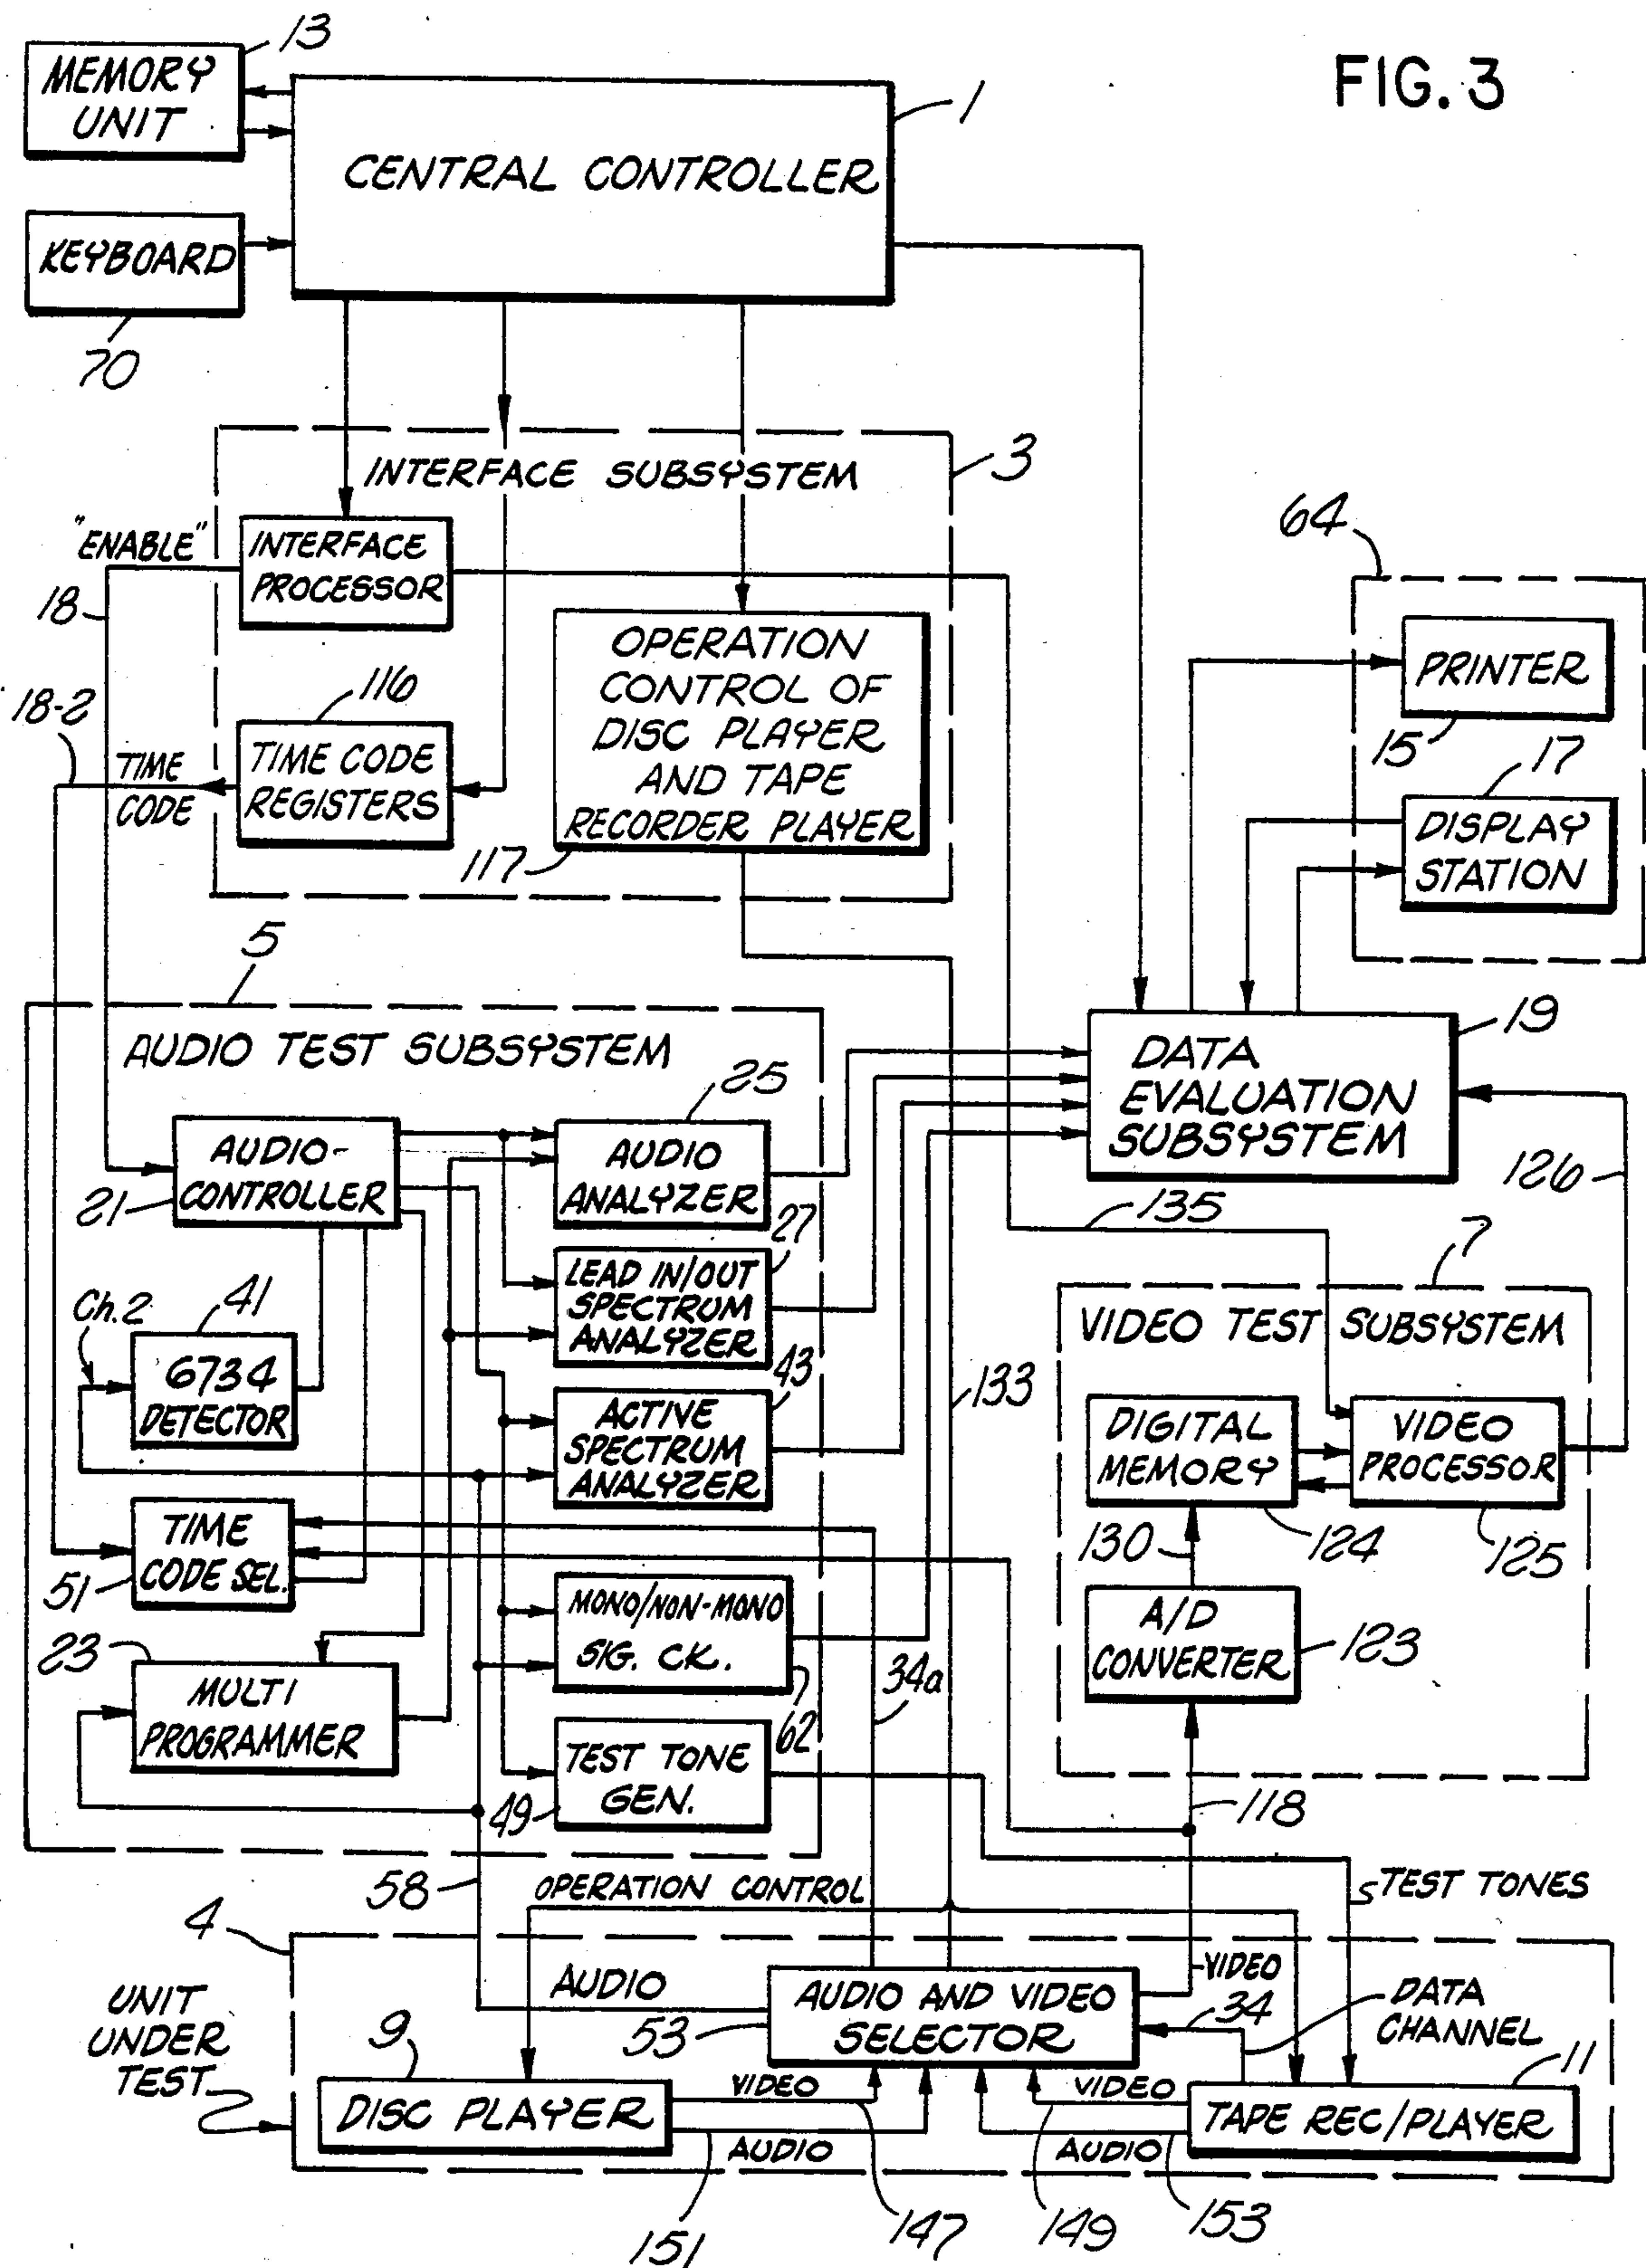 FIG. 3
13
MEMORY
UNIT
1
CENTRAL CONTROLLER
KEYBOARD
70
3
INTERFACE SUBSYSTEM
"ENABLE"
INTERFACE
PROCESSOR
18
64
OPERATION
CONTROL OF
DISC PLAYER
AND TAPE
RECORDER PLAYER
117
PRINTER
15
18-2
116
TIME CODE
REGISTERS
TIME
CODE
17
DISPLAY
STATION
5
AUDIO TEST SUBSYSTEM
19
DATA
EVALUATION
SUBSYSTEM
25
AUDIO
ANALYZER
AUDIO-
CONTROLLER
21
126
135
27
LEAD IN/OUT
SPECTRUM
ANALYZER
7
VIDEO TEST SUBSYSTEM
Ch.2
41
6734
DETECTOR
43
ACTIVE
SPECTRUM
ANALYZER
133
DIGITAL
MEMORY
VIDEO
PROCESSOR
124
125
130
TIME
CODE SEL.
51
MONO/NON-MONO
SIG. CK.
62
34a
A/D
CONVERTER
123
23
MULTI
PROGRAMMER
TEST TONE
GEN.
49
118
58
OPERATION CONTROL
TEST TONES
4
UNIT
UNDER
TEST
AUDIO
AUDIO AND VIDEO
SELECTOR
53
VIDEO
34
DATA
CHANNEL
9
DISC PLAYER
VIDEO
AUDIO
VIDEO
AUDIO
11
TAPE REC/PLAYER
151
147
149
153